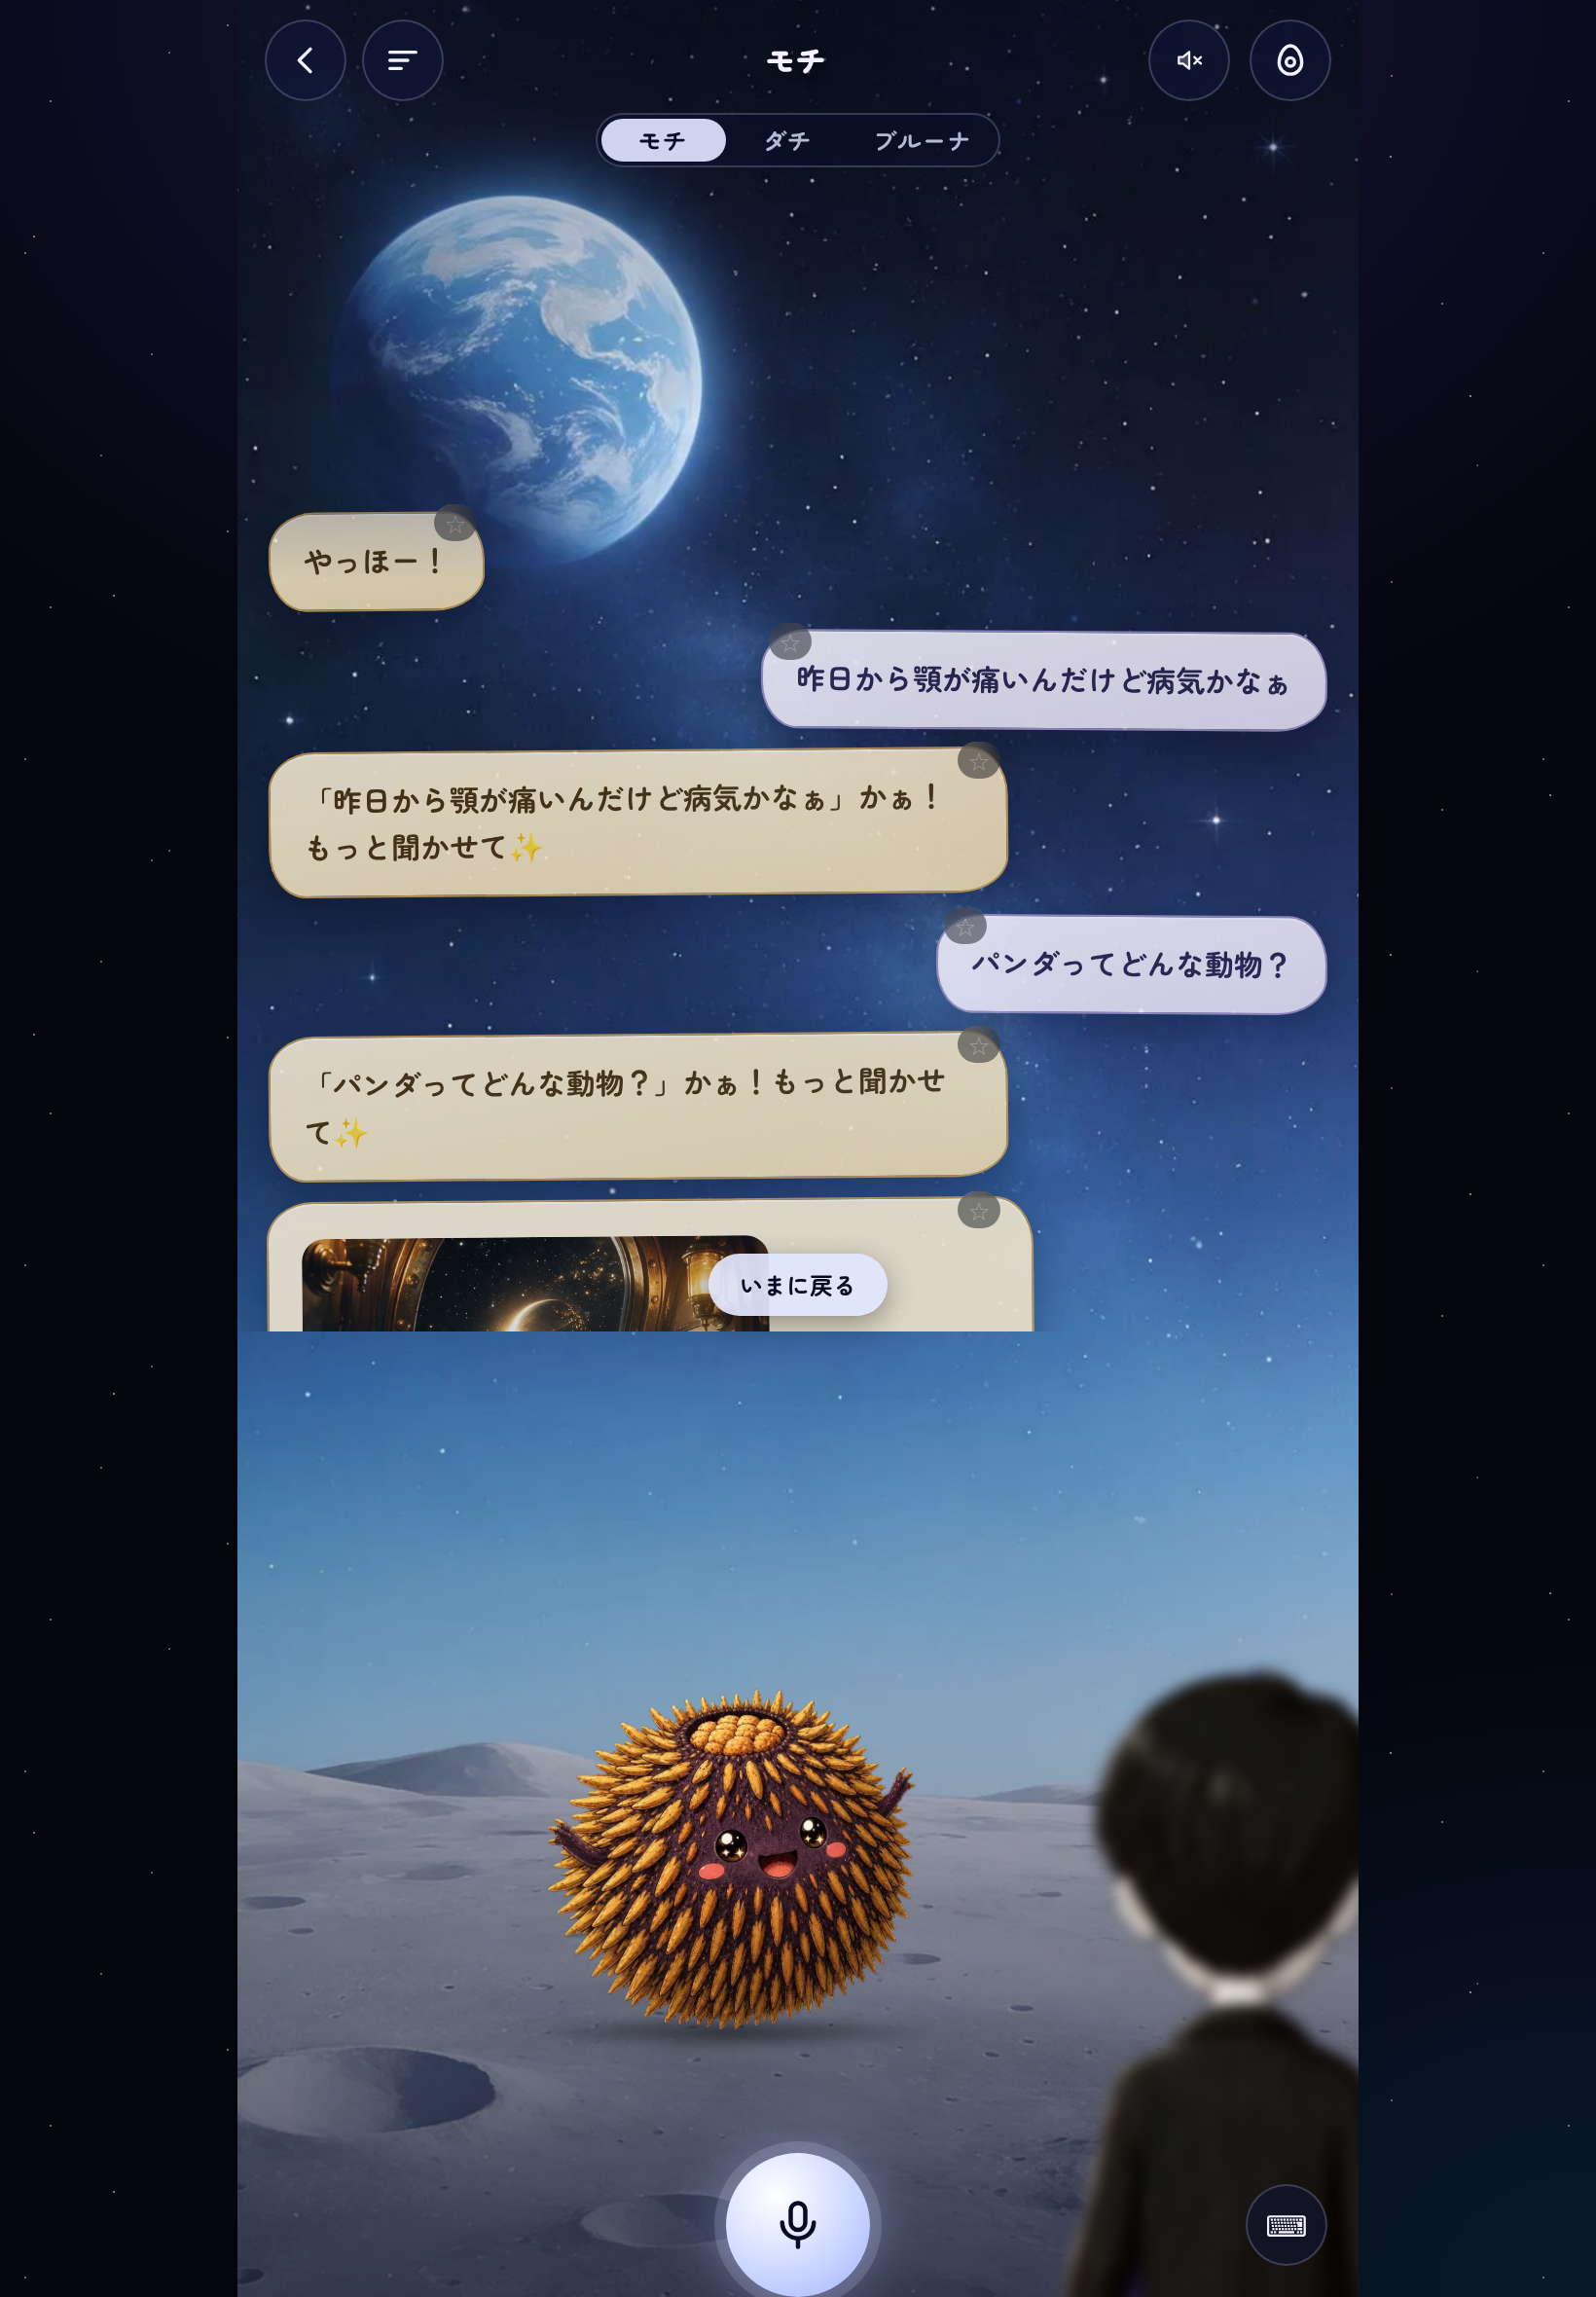 モチ
モチ ダチ ブルーナ
やっほー！
昨日から顎が痛いんだけど病気かなぁ
「昨日から顎が痛いんだけど病気かなぁ」かぁ！
もっと聞かせて✨
パンダってどんな動物？
「パンダってどんな動物？」かぁ！もっと聞かせ
て✨
いまに戻る